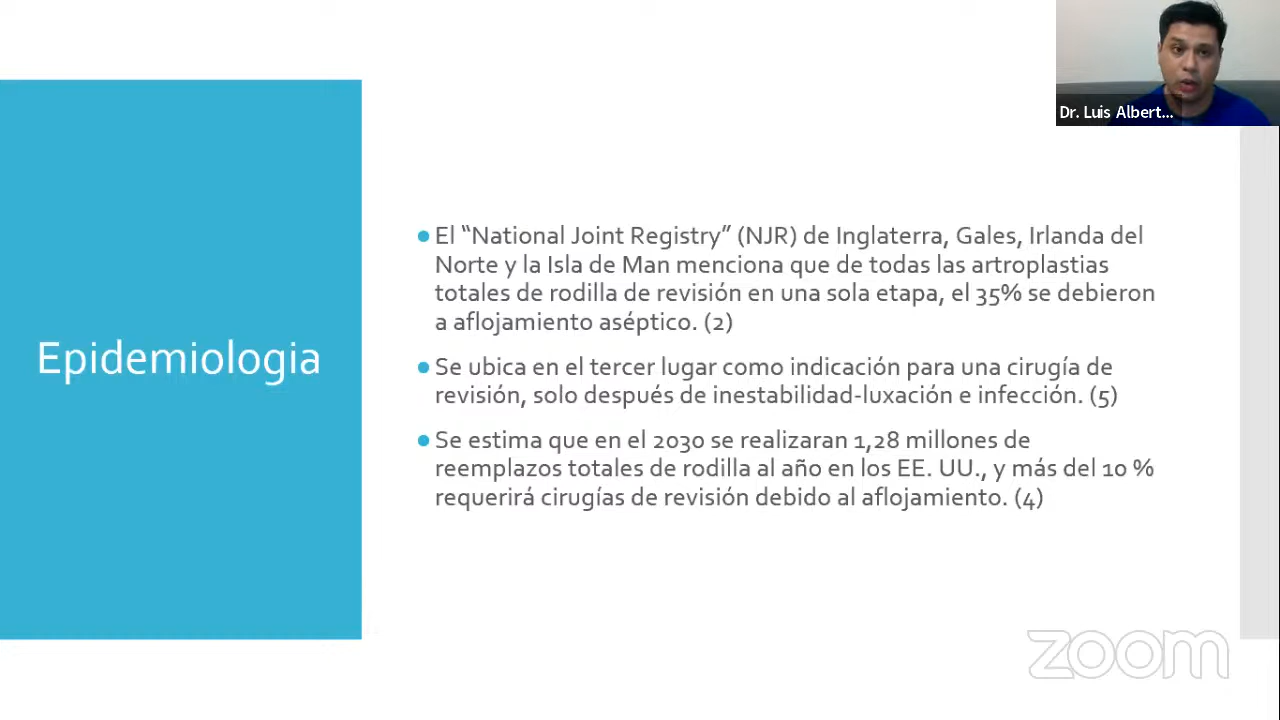 Dr. Luis Albert...
Epidemiologia
El “National Joint Registry” (NJR) de Inglaterra, Gales, Irlanda del
Norte y la Isla de Man menciona que de todas las artroplastias
totales de rodilla de revisión en una sola etapa, el 35% se debieron
a aflojamiento aséptico. (2)
Se ubica en el tercer lugar como indicación para una cirugía de
revisión, solo después de inestabilidad-luxación e infección. (5)
Se estima que en el 2030 se realizaran 1,28 millones de
reemplazos totales de rodilla al año en los EE. UU., y más del 10 %
requerirá cirugías de revisión debido al aflojamiento. (4)
zoom